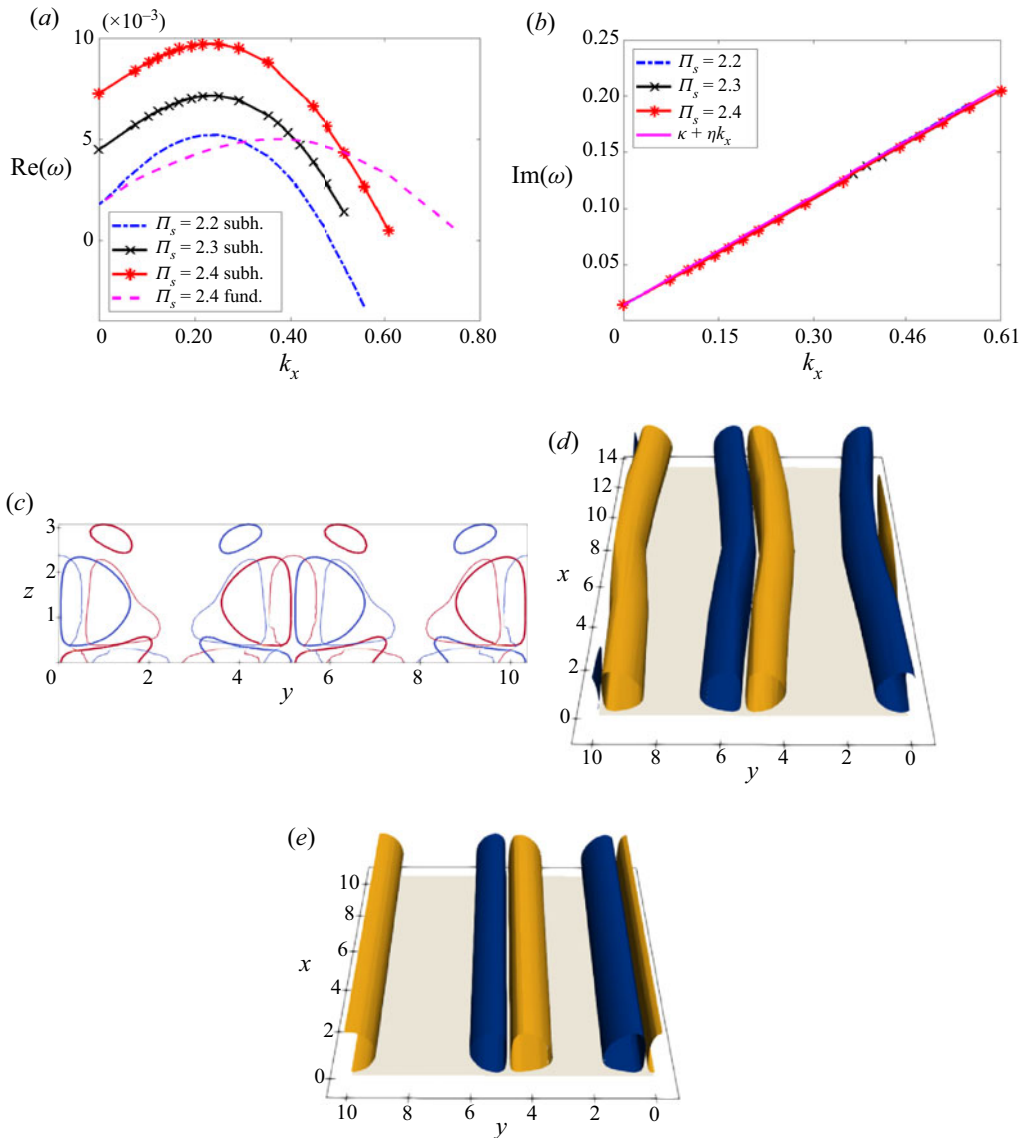 (a)
(×10⁻³)
10
5
0
Re(ω)
Π_s = 2.2 subh.
Π_s = 2.3 subh.
Π_s = 2.4 subh.
Π_s = 2.4 fund.
0 0.20 0.40 0.60 0.80
k_x
(b)
0.25
0.20
0.15
0.10
0.05
Im(ω)
Π_s = 2.2
Π_s = 2.3
Π_s = 2.4
κ + ηk_x
0 0.15 0.30 0.46 0.61
k_x
(c)
3
2
1
z
0 2 4 6 8 10
y
(d)
14
12
10
8
6
4
2
0
x
10 8 6 4 2 0
y
(e)
10
8
6
4
2
0
x
10 8 6 4 2 0
y